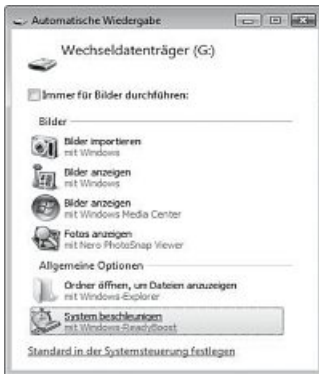 Automatische Wiedergabe
Wechseldatenträger (G:)
Immer für Bilder durchführen:
Bilder
Bilder importieren
mit Windows
Bilder anzeigen
mit Windows
Bilder anzeigen
mit Windows Media Center
Fotos anzeigen
mit Nero PhotoSnap Viewer
Allgemeine Optionen
Ordner öffnen, um Dateien anzuzeigen
mit Windows-Explorer
System beschleunigen
mit Windows-ReadyBoost
Standard in der Systemsteuerung festlegen